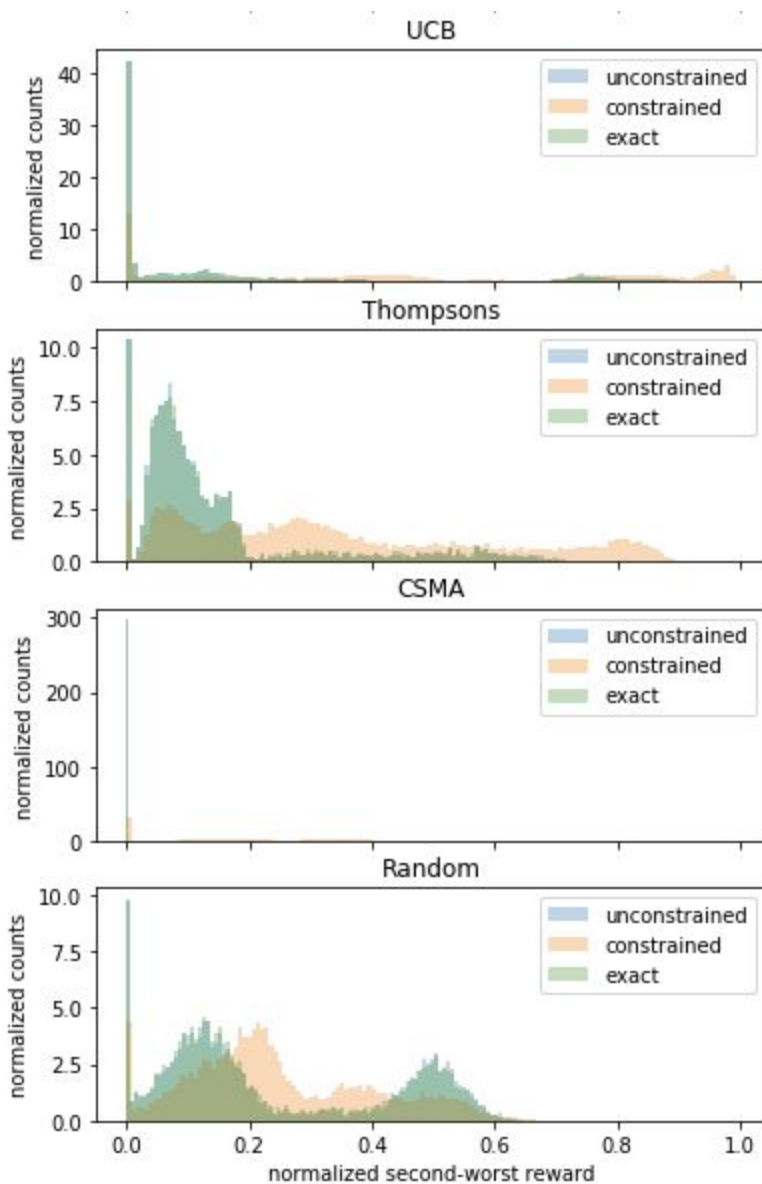 UCB
normalized counts
40
30
20
10
0
unconstrained
constrained
exact
Thompsons
normalized counts
10.0
7.5
5.0
2.5
0.0
unconstrained
constrained
exact
CSMA
normalized counts
300
200
100
0
unconstrained
constrained
exact
Random
normalized counts
10.0
7.5
5.0
2.5
0.0
unconstrained
constrained
exact
0.0 0.2 0.4 0.6 0.8 1.0
normalized second-worst reward